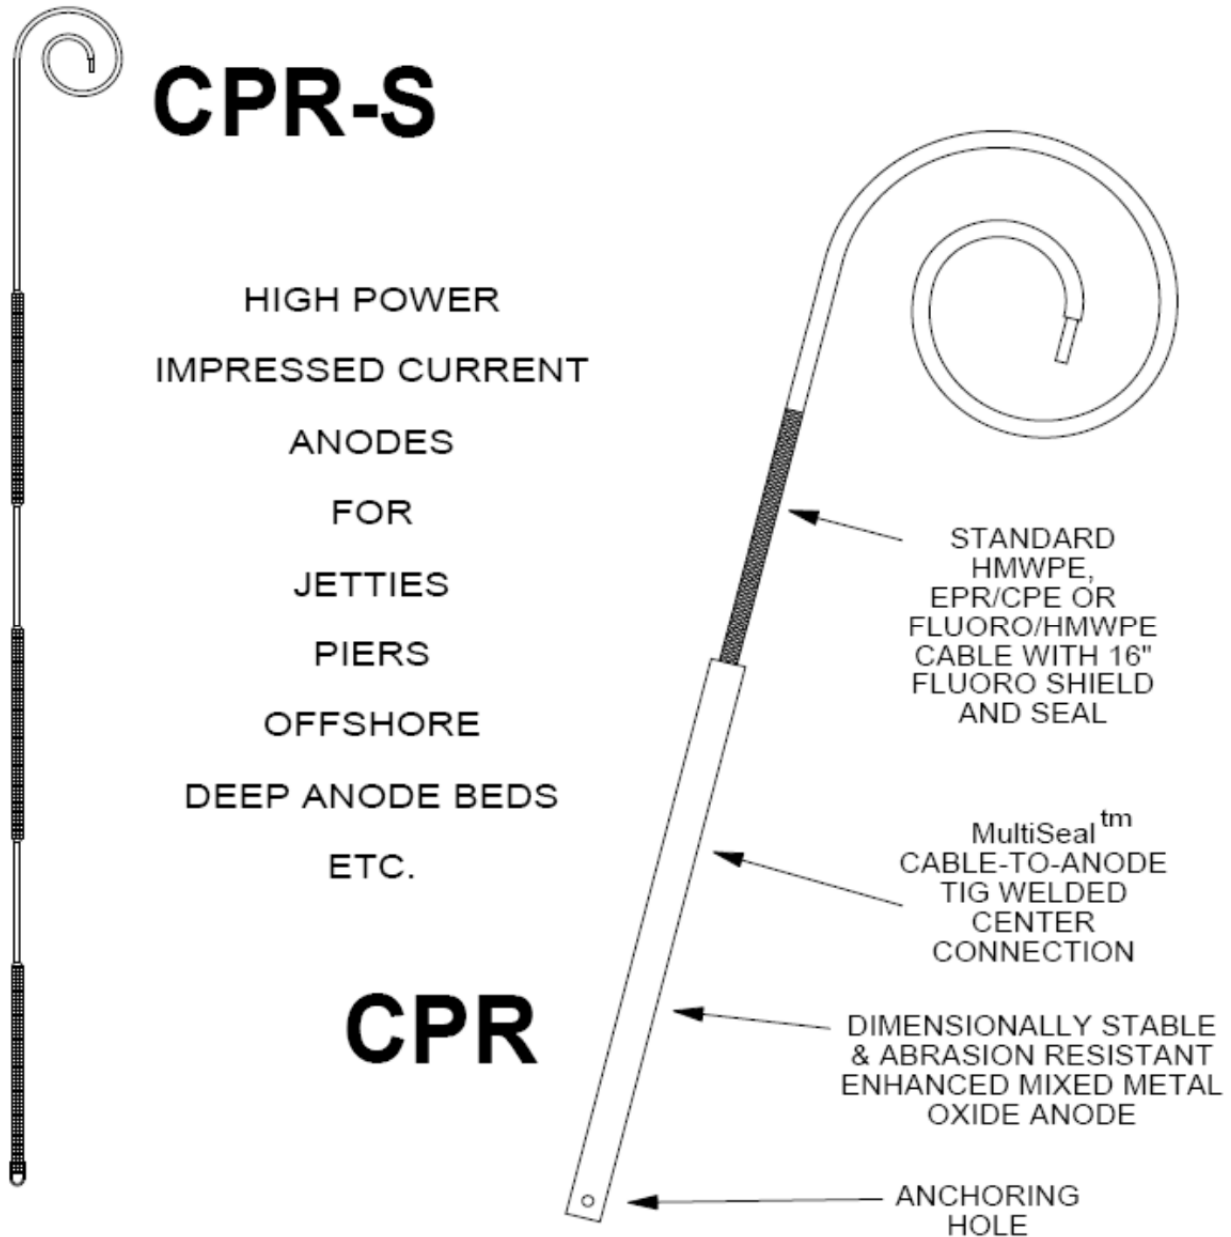 CPR-S
HIGH POWER
IMPRESSED CURRENT
ANODES
FOR
JETTIES
PIERS
OFFSHORE
DEEP ANODE BEDS
ETC.
CPR
STANDARD
HMWPE,
EPR/CPE OR
FLUORO/HMWPE
CABLE WITH 16"
FLUORO SHIELD
AND SEAL
MultiSeal tm
CABLE-TO-ANODE
TIG WELDED
CENTER
CONNECTION
DIMENSIONALLY STABLE
& ABRASION RESISTANT
ENHANCED MIXED METAL
OXIDE ANODE
ANCHORING
HOLE